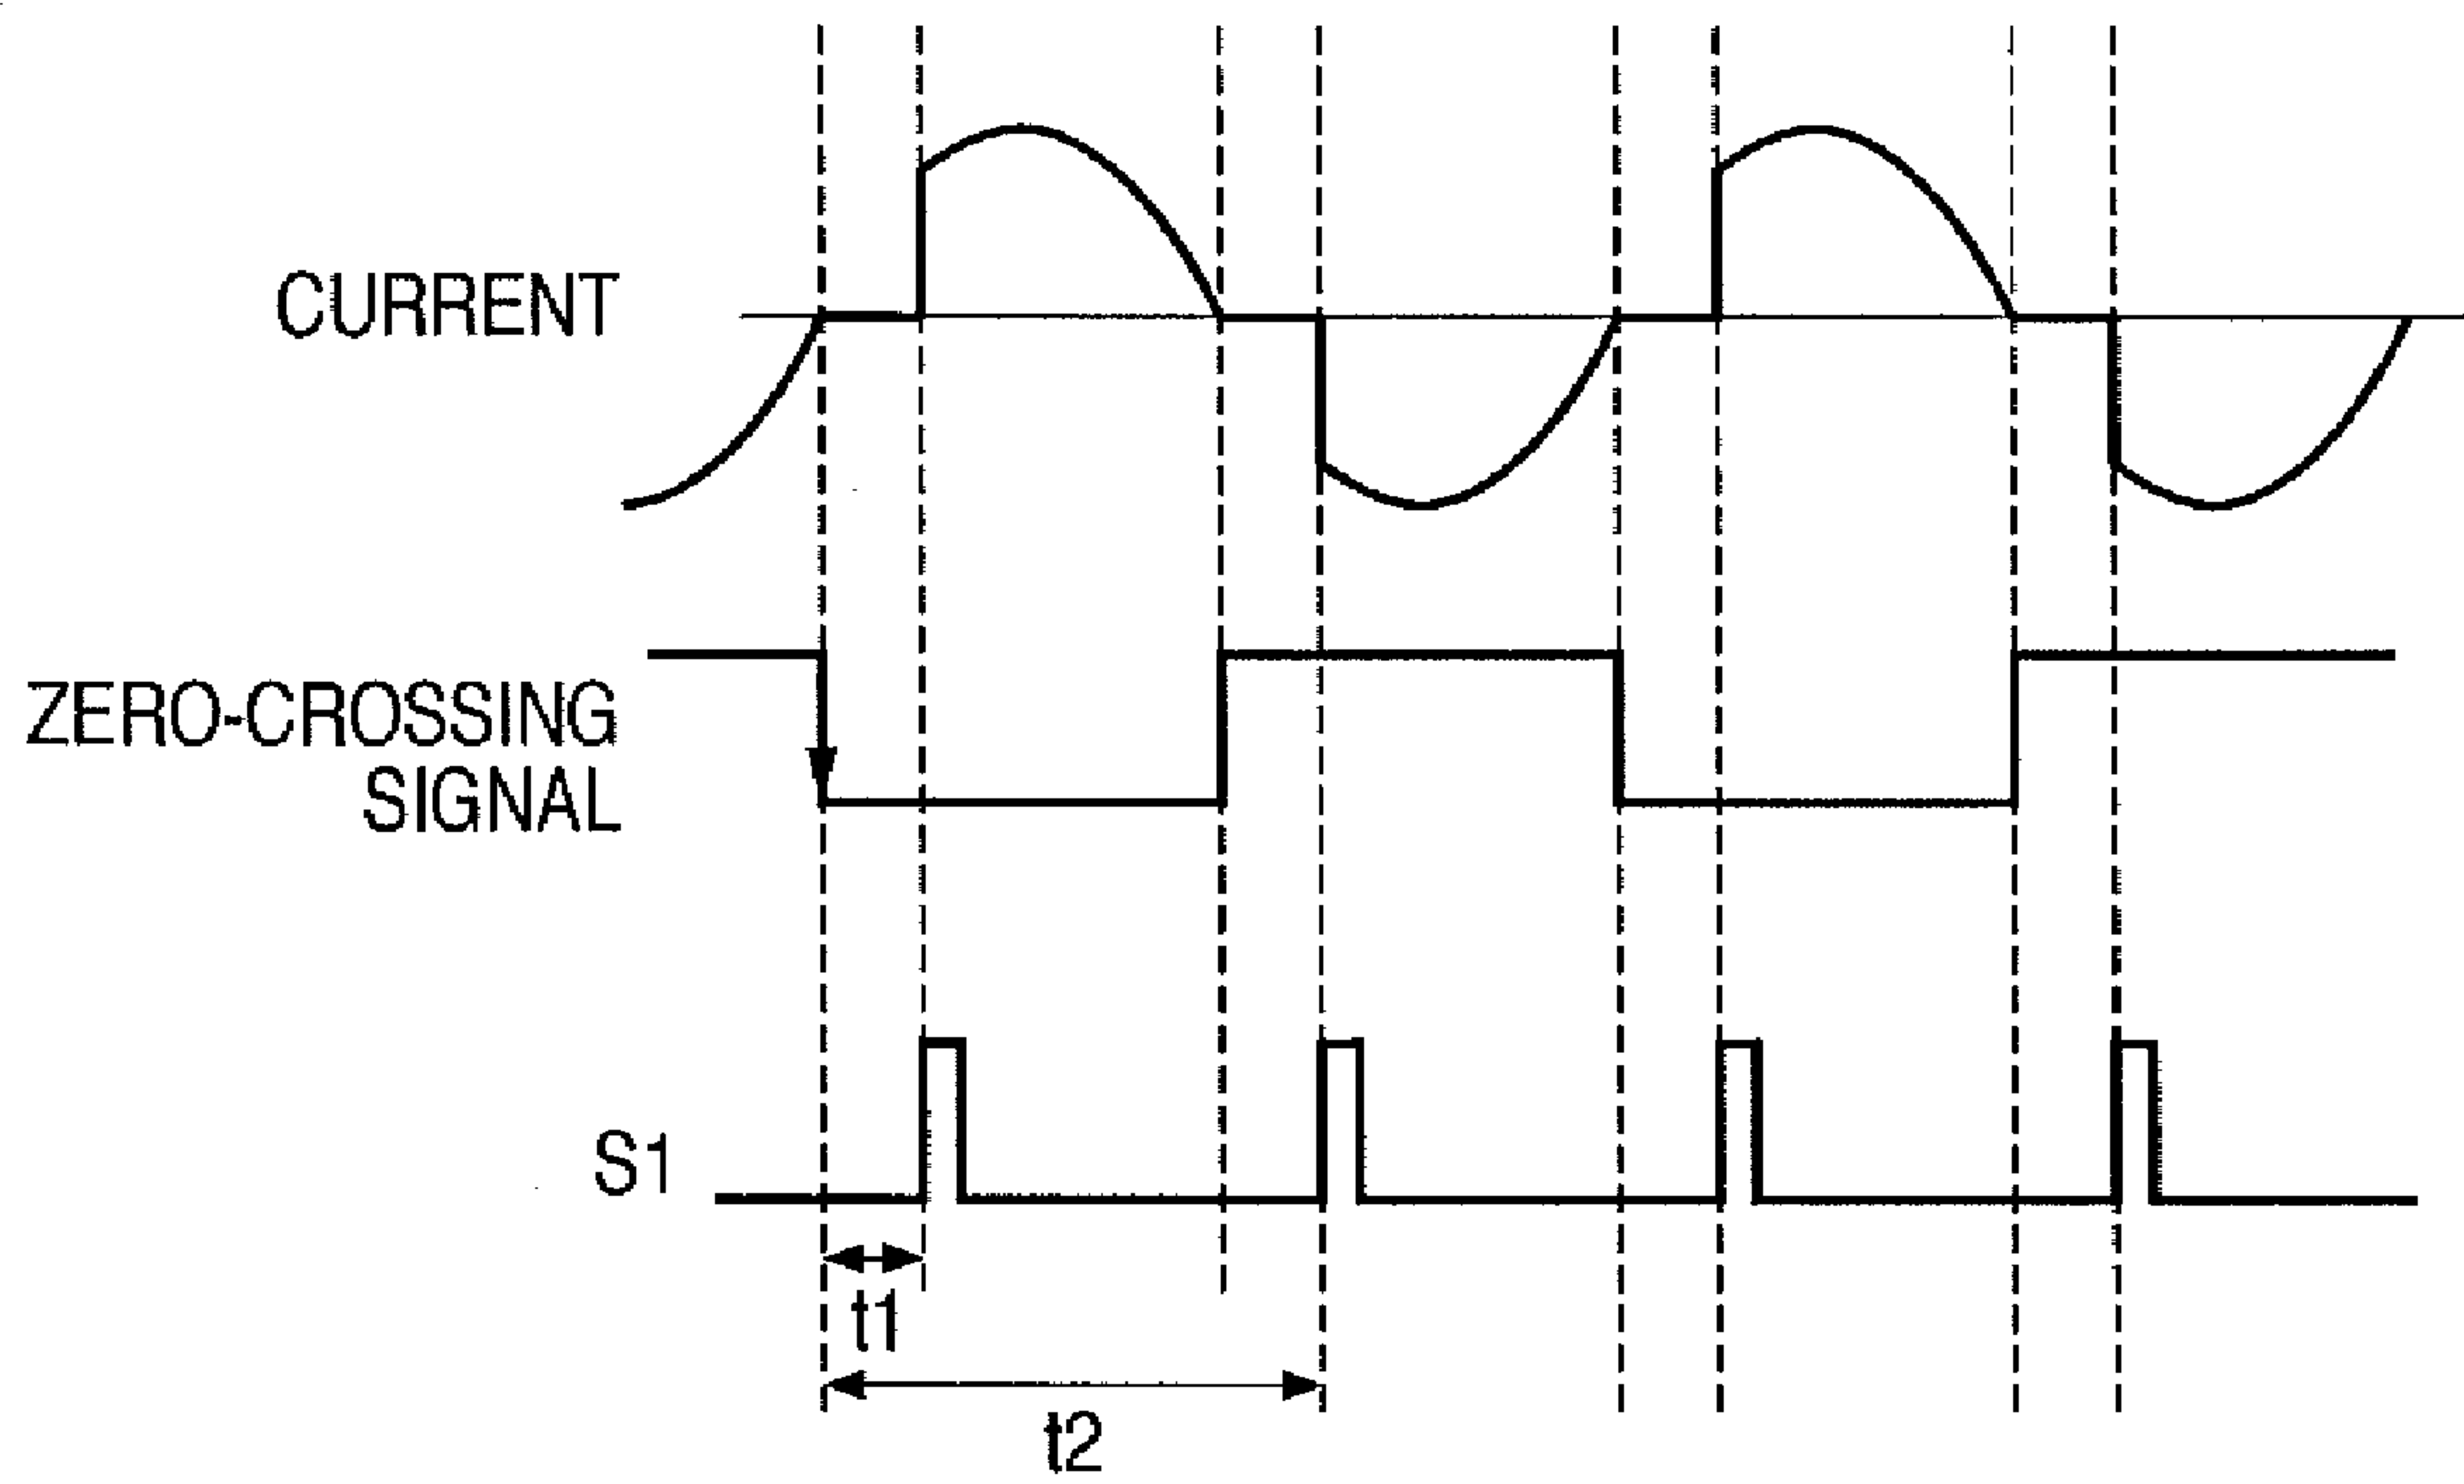 CURRENT
ZERO-CROSSING
SIGNAL
S1
t1
t2